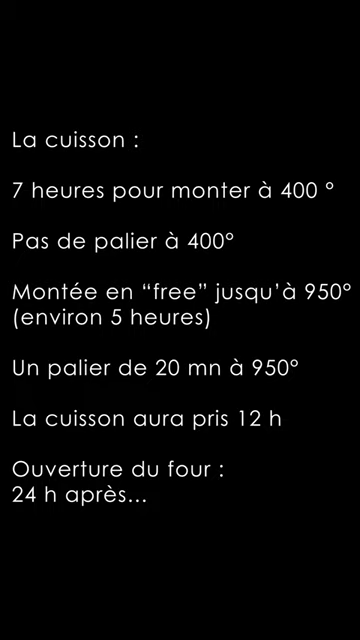 La cuisson :
7 heures pour monter à 400 °
Pas de palier à 400°
Montée en “free” jusqu’à 950°
(environ 5 heures)
Un palier de 20 mn à 950°
La cuisson aura pris 12 h
Ouverture du four :
24 h après...